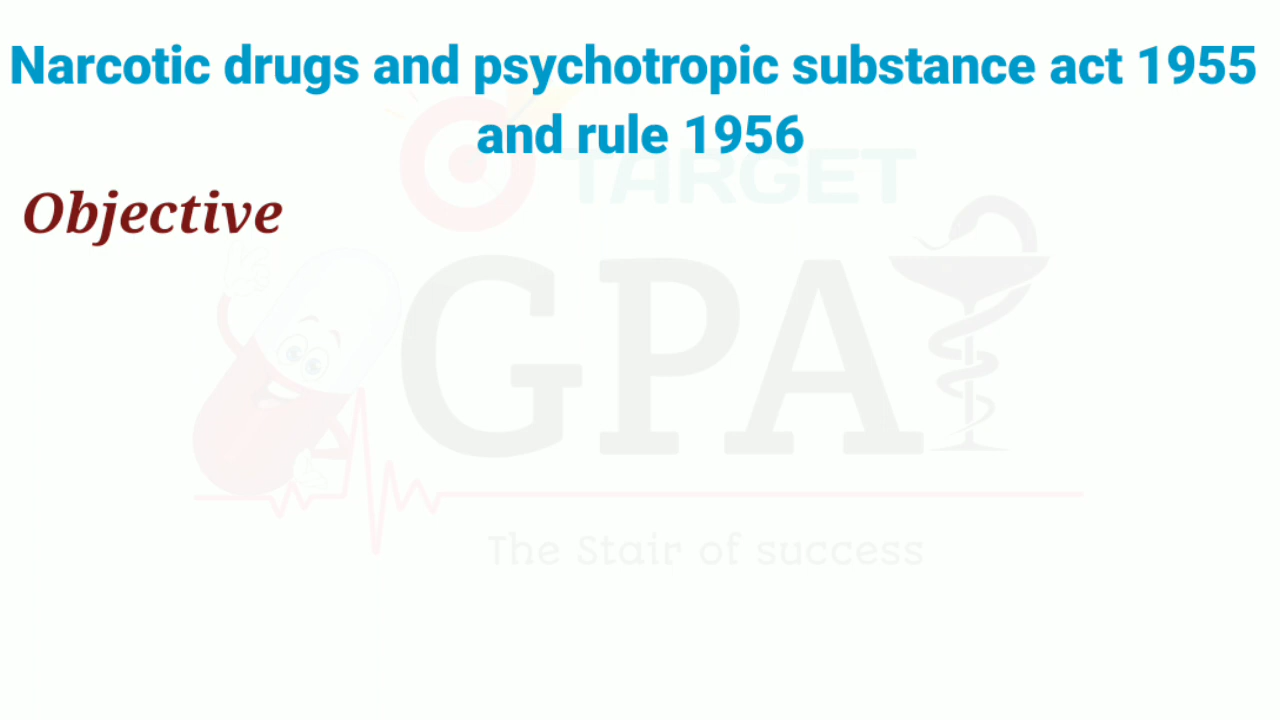 Narcotic drugs and psychotropic substance act 1955
and rule 1956
TARGET
Objective
GPA
The Stair of success